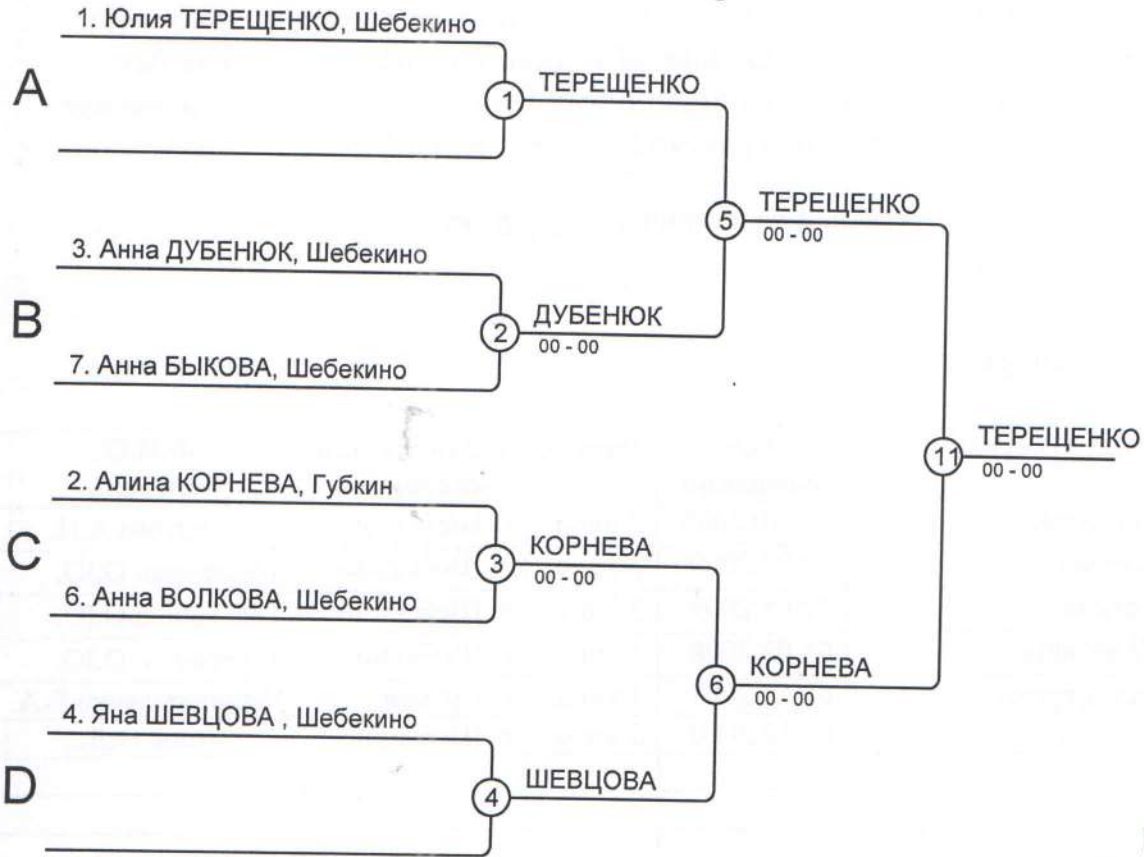 1. Юлия ТЕРЕЩЕНКО, Шебекино
A
1
ТЕРЕЩЕНКО
5
ТЕРЕЩЕНКО
00 - 00
3. Анна ДУБЕНЮК, Шебекино
B
2
ДУБЕНЮК
00 - 00
7. Анна БЫКОВА, Шебекино
11
ТЕРЕЩЕНКО
00 - 00
2. Алина КОРНЕВА, Губкин
C
3
КОРНЕВА
00 - 00
6. Анна ВОЛКОВА, Шебекино
6
КОРНЕВА
00 - 00
4. Яна ШЕВЦОВА , Шебекино
D
4
ШЕВЦОВА